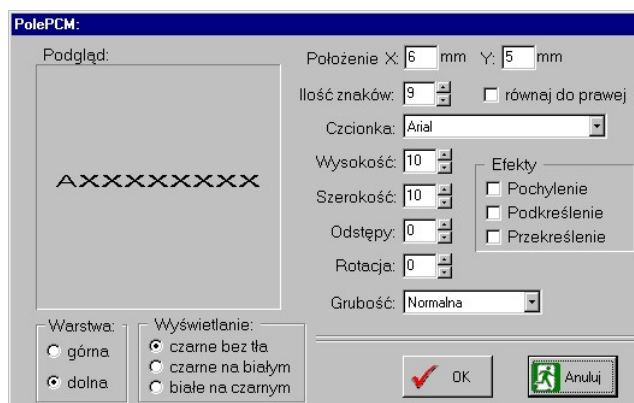 PolePCM:
Podgląd:
AXXXXXXXX
Położenie X: 6 mm Y: 5 mm
Ilość znaków: 9 równaj do prawej
Czcionka: Arial
Wysokość: 10
Szerokość: 10
Odstępy: 0
Rotacja: 0
Grubość: Normalna
Efekty
Pochylenie
Podkreślenie
Przekreślenie
Warstwa:
górna
dolna
Wyświetlanie:
czarne bez tła
czarne na białym
białe na czarnym
OK
Anuluj